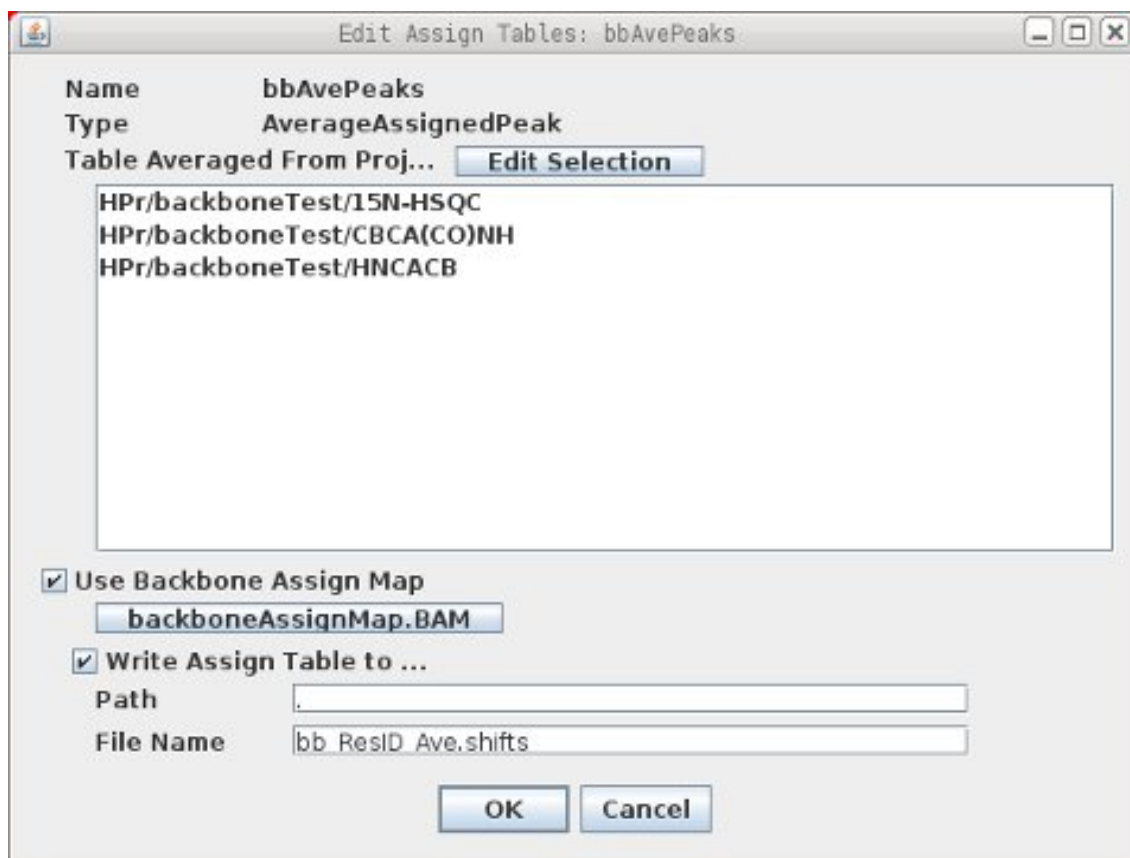 Edit Assign Tables: bbAvePeaks
Name bbAvePeaks
Type AverageAssignedPeak
Table Averaged From Proj... Edit Selection
HPr/backboneTest/15N-HSQC
HPr/backboneTest/CBCA(CO)NH
HPr/backboneTest/HNCACB
Use Backbone Assign Map
backboneAssignMap.BAM
Write Assign Table to ...
Path .
File Name bb_ResID_Ave.shifts
OK Cancel